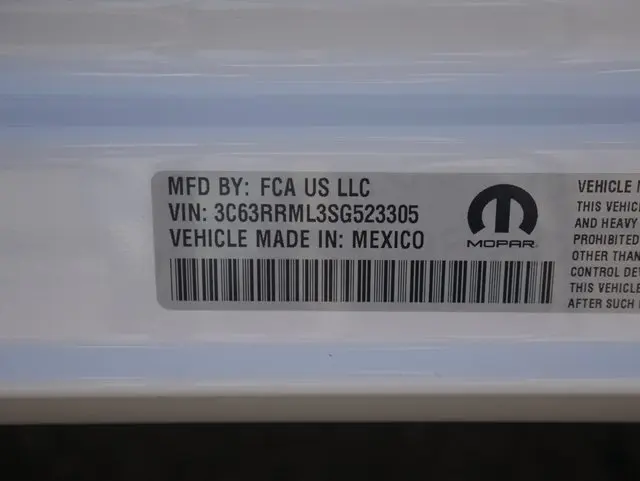 MFD BY: FCA US LLC
VIN: 3C63RRML3SG523305
VEHICLE MADE IN: MEXICO
MOPAR
VEHICLE
THIS VEHICL
AND HEAVY
PROHIBITED
OTHER THAN
CONTROL DE
THIS VEHICLE
AFTER SUCH